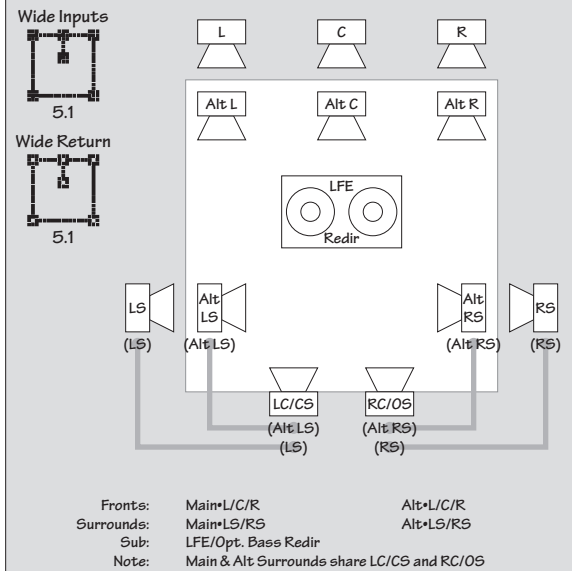 Wide Inputs
5.1
Wide Return
5.1
L C R
Alt L Alt C Alt R
LFE
Redir
LS Alt LS Alt RS RS
(LS) (Alt LS) (Alt RS) (RS)
LC/CS RC/OS
(Alt LS) (Alt RS)
(LS) (RS)
Fronts: Main•L/C/R Alt•L/C/R
Surrounds: Main•LS/RS Alt•LS/RS
Sub: LFE/Opt. Bass Redir
Note: Main & Alt Surrounds share LC/CS and RC/OS